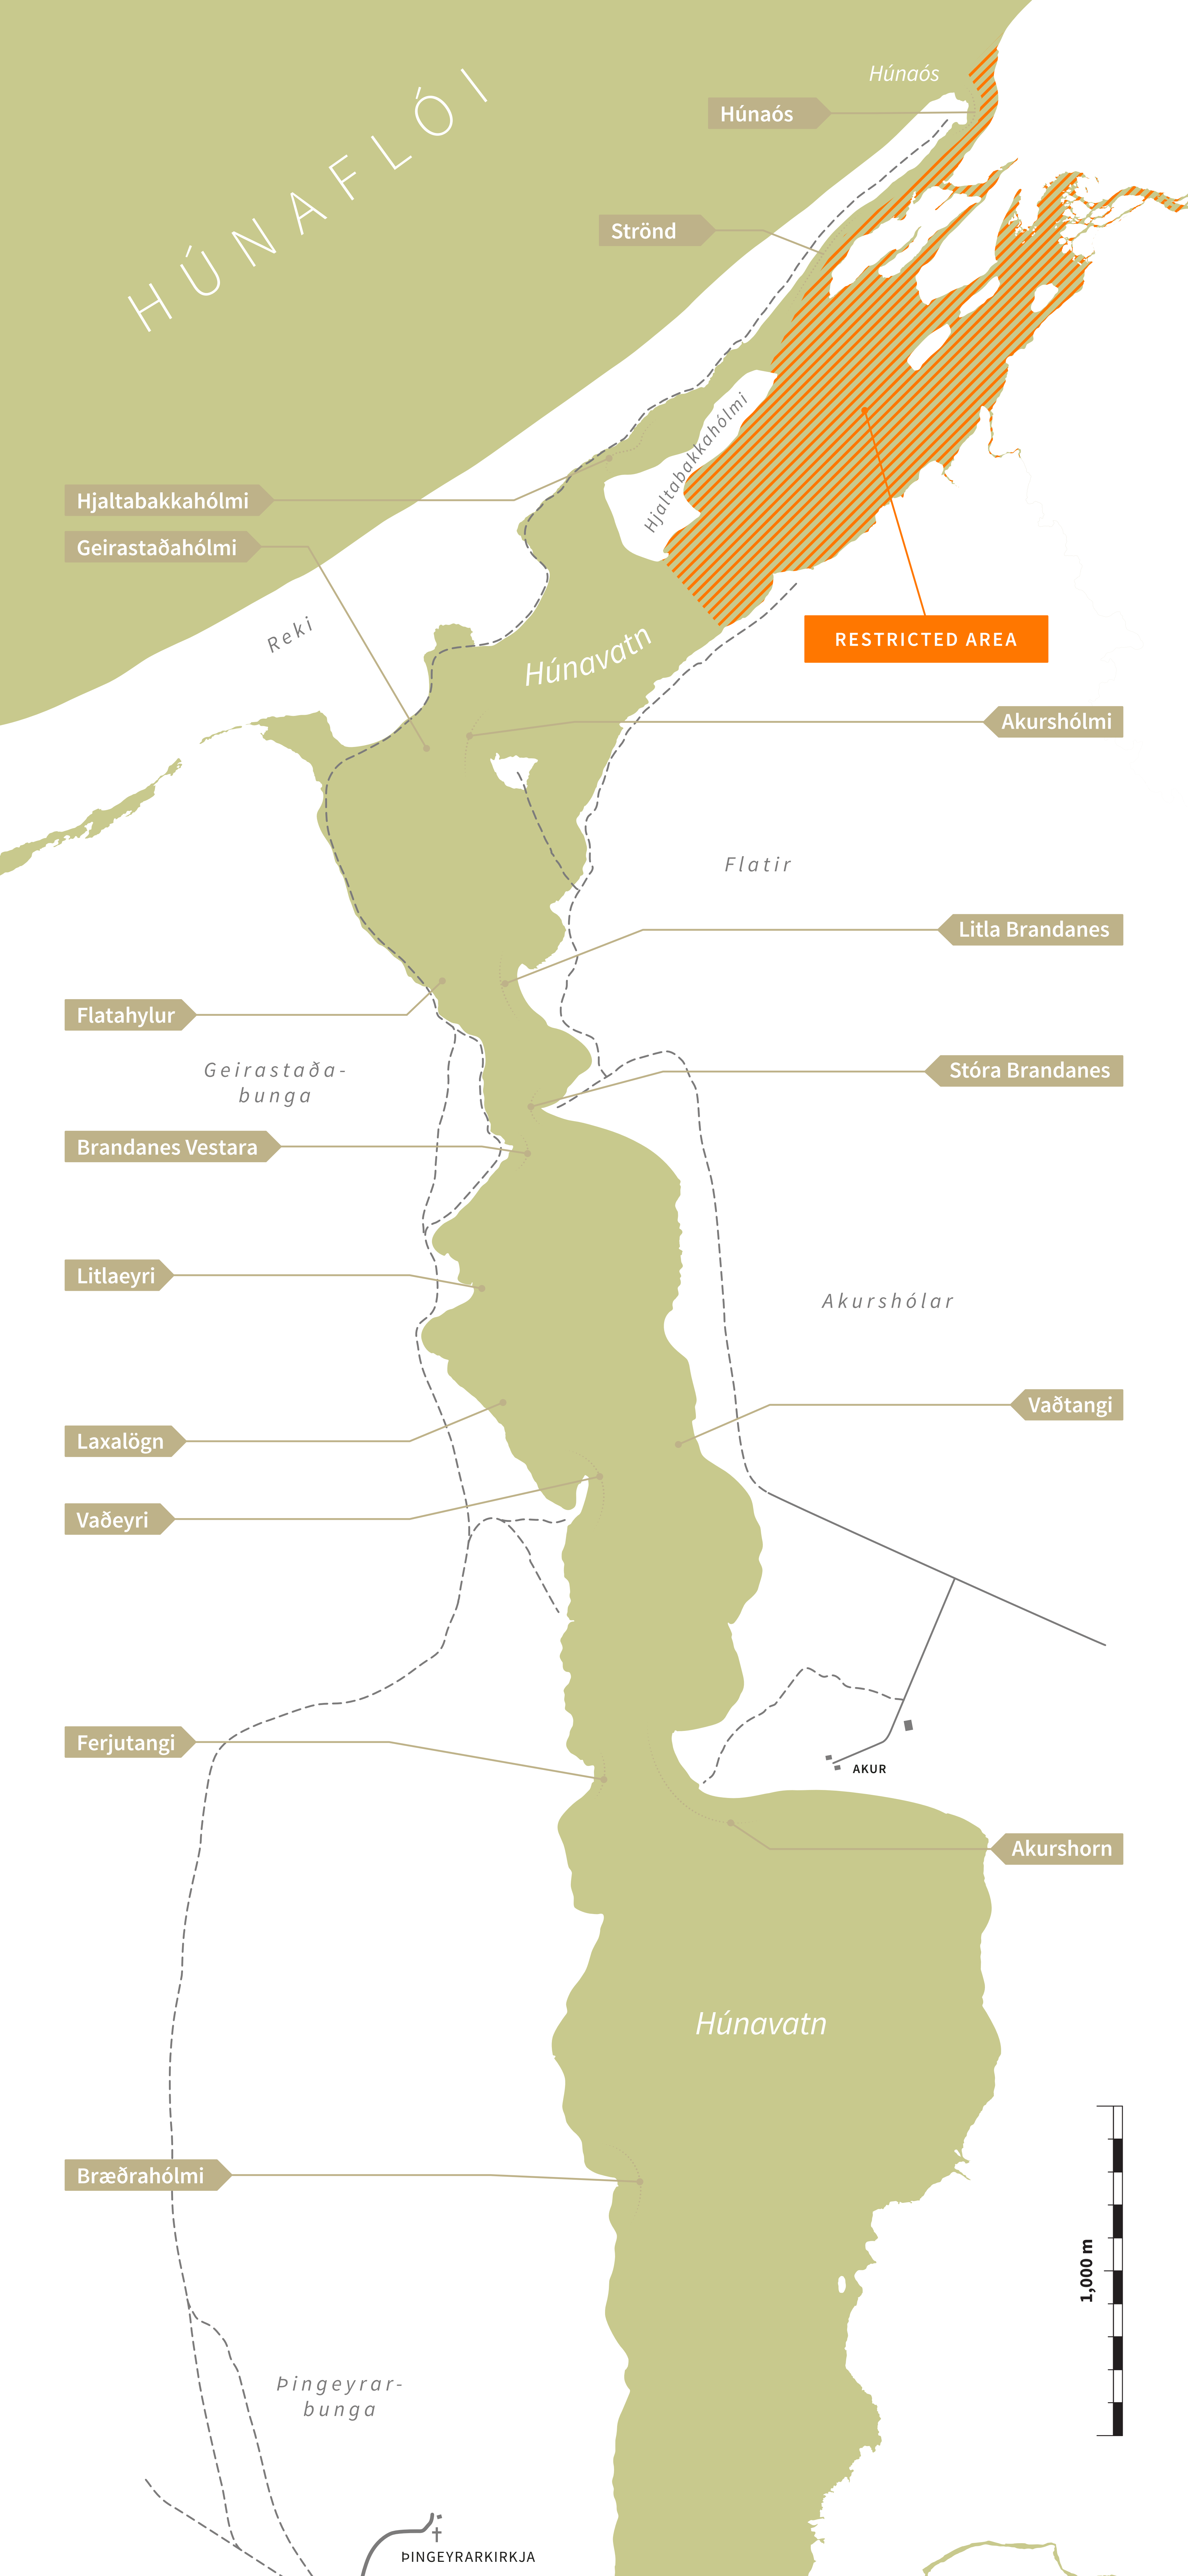 HÚNAFLÓI
Húnaós
Húnaós
Strönd
Hjaltabakkahólmi
Hjaltabakkahólmi
Geirastaðahólmi
Reki
Húnavatn
RESTRICTED AREA
Akurshólmi
Flatir
Litla Brandanes
Flatahylur
Geirastaða-
bunga
Stóra Brandanes
Brandanes Vestara
Litlaeyri
Akurshólar
Vaðtangi
Laxalögn
Vaðeyri
Ferjutangi
AKUR
Akurshorn
Húnavatn
Bræðrahólmi
1,000 m
Þingeyrar-
bunga
ÞINGEYRARKIRKJA